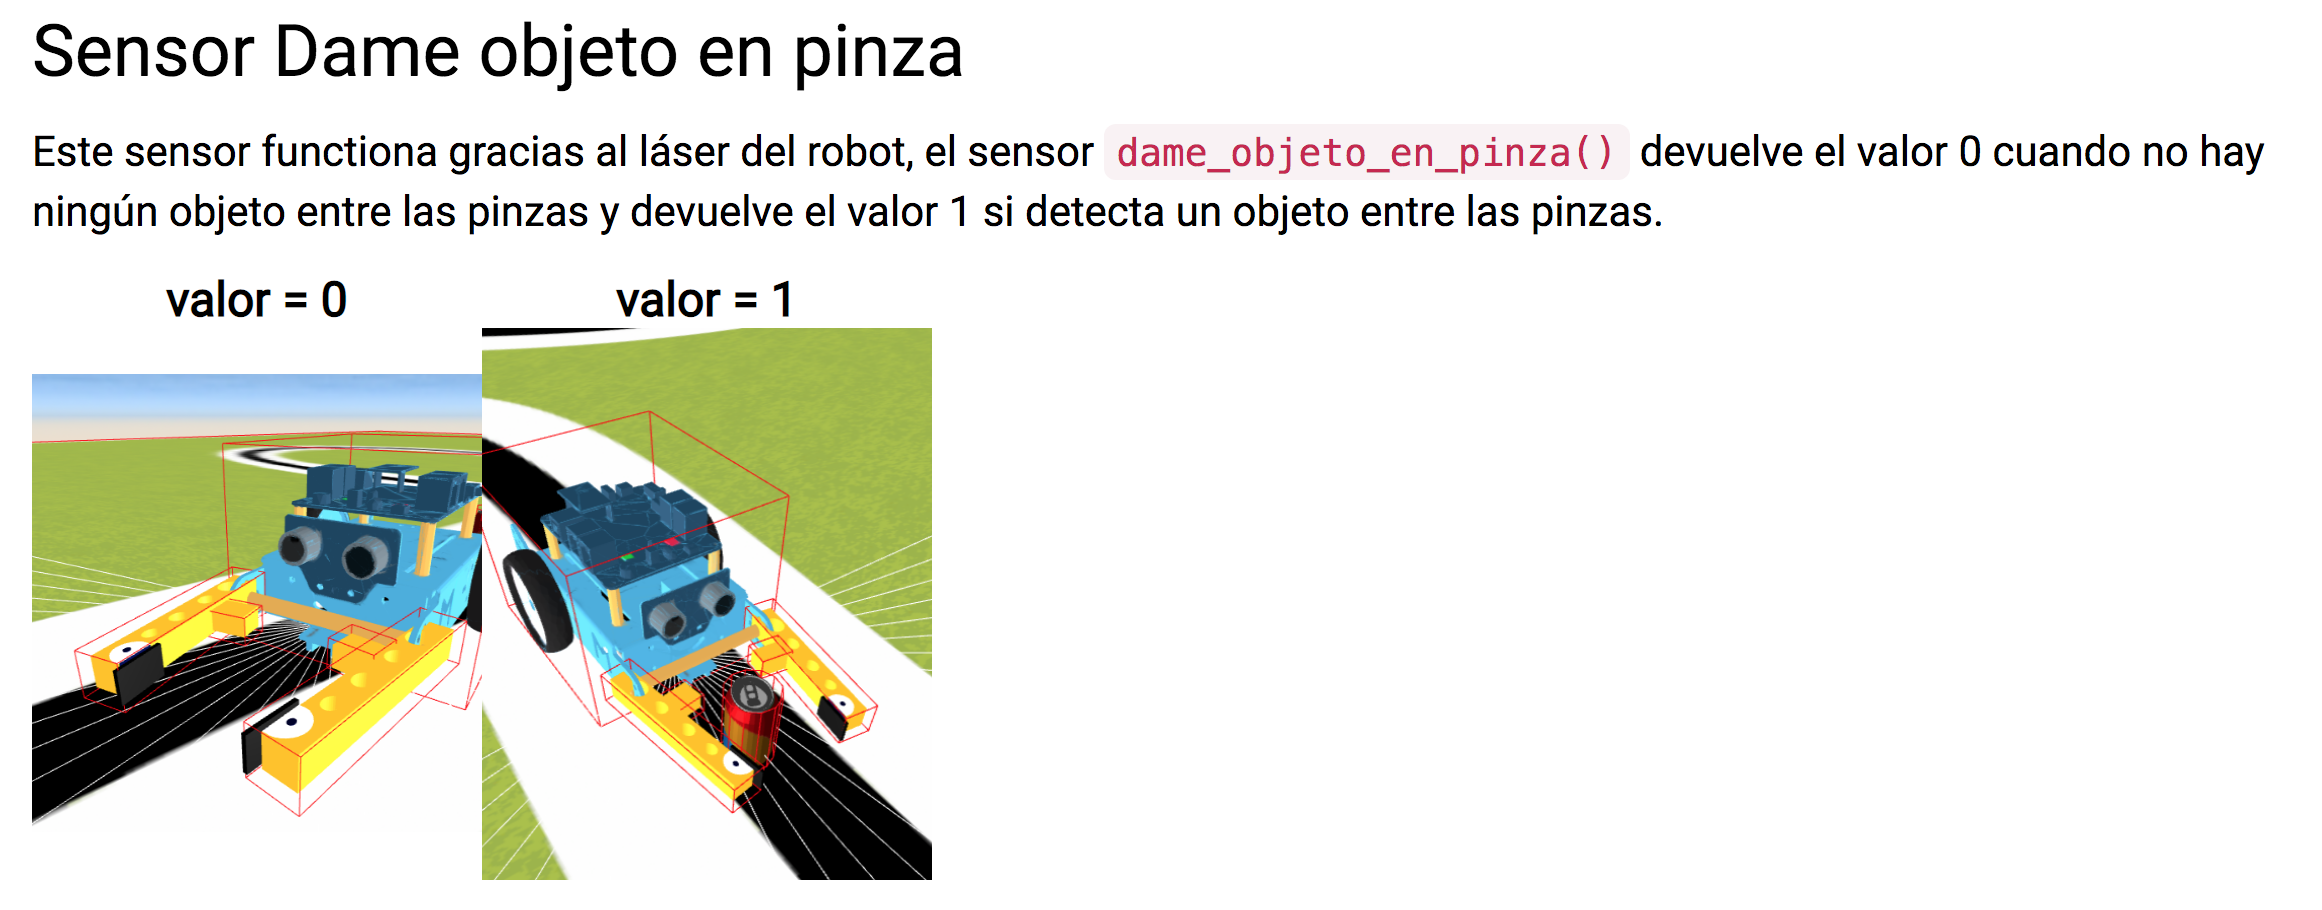 Sensor Dame objeto en pinza
Este sensor functiona gracias al láser del robot, el sensor dame_objeto_en_pinza() devuelve el valor 0 cuando no hay
ningún objeto entre las pinzas y devuelve el valor 1 si detecta un objeto entre las pinzas.
valor = 0
valor = 1